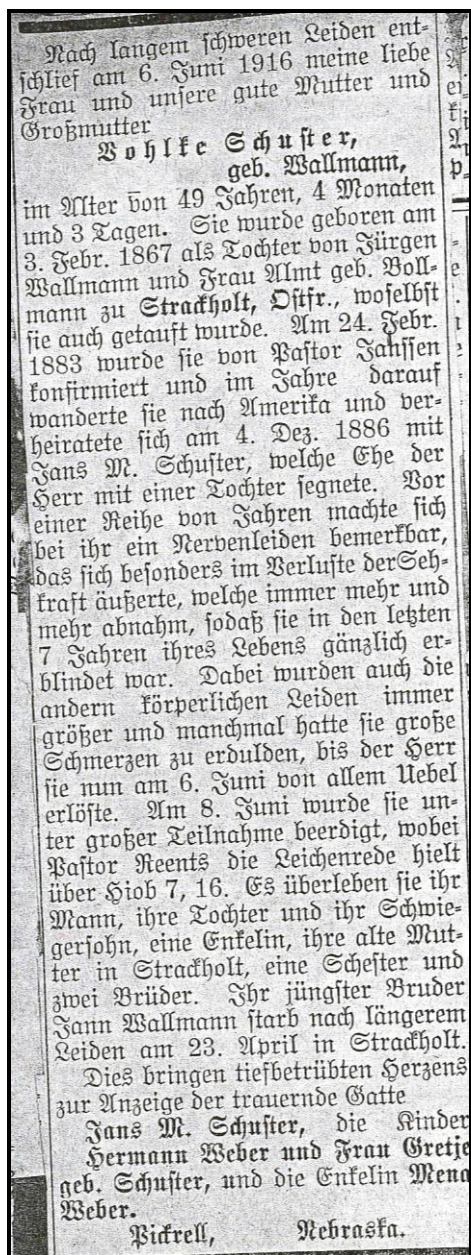 Nach langem schweren Leiden ent-
schlief am 6. Juni 1916 meine liebe
Frau und unsere gute Mutter und
Großmutter
Vohlke Schuster,
geb. Wallmann,
im Alter von 49 Jahren, 4 Monaten
und 3 Tagen. Sie wurde geboren am
3. Febr. 1867 als Tochter von Jürgen
Wallmann und Frau Almt geb. Boll-
mann zu Strackholt, Ostfr., woselbst
sie auch getauft wurde. Am 24. Febr.
1883 wurde sie von Pastor Janssen
konfirmiert und im Jahre darauf
wanderte sie nach Amerika und ver-
heiratete sich am 4. Dez. 1886 mit
Jans M. Schuster, welche Ehe der
Herr mit einer Tochter segnete. Vor
einer Reihe von Jahren machte sich
bei ihr ein Nervenleiden bemerkbar,
das sich besonders im Verluste derSeh-
kraft äußerte, welche immer mehr und
mehr abnahm, sodaß sie in den letzten
7 Jahren ihres Lebens gänzlich er-
blindet war. Dabei wurden auch die
andern körperlichen Leiden immer
größer und manchmal hatte sie große
Schmerzen zu erdulden, bis der Herr
sie nun am 6. Juni von allem Uebel
erlöste. Am 8. Juni wurde sie un-
ter großer Teilnahme beerdigt, wobei
Pastor Reents die Leichenrede hielt
über Hiob 7, 16. Es überleben sie ihr
Mann, ihre Tochter und ihr Schwie-
gersohn, eine Enkelin, ihre alte Mut-
ter in Strackholt, eine Schester und
zwei Brüder. Ihr jüngster Bruder
Jann Wallmann starb nach längerem
Leiden am 23. April in Strackholt.
Dies bringen tiefbetrübten Herzens
zur Anzeige der trauernde Gatte
Jans M. Schuster, die Kinder
Hermann Weber und Frau Gretje
geb. Schuster, und die Enkelin Mena
Weber.
Pickrell, Nebraska.